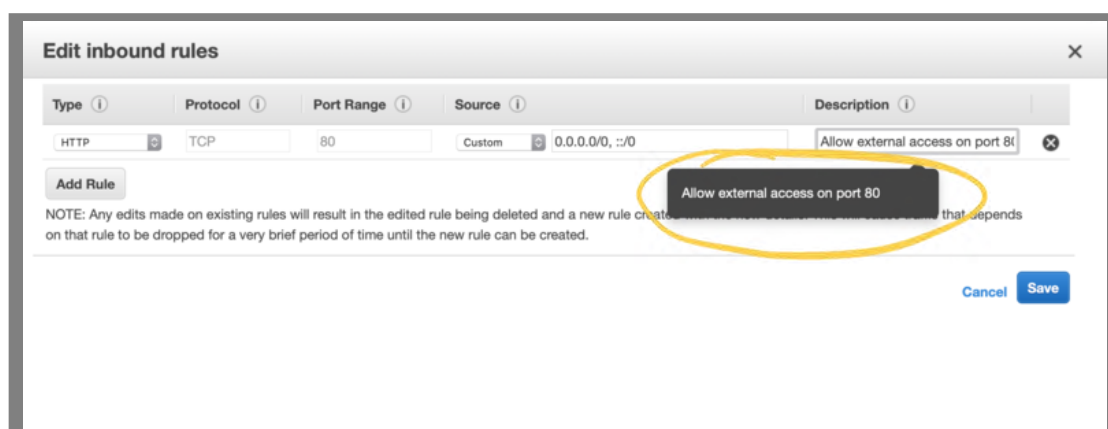 Edit inbound rules
Type Protocol Port Range Source Description
HTTP TCP 80 Custom 0.0.0.0/0, ::/0 Allow external access on port 8
Add Rule
Allow external access on port 80
NOTE: Any edits made on existing rules will result in the edited rule being deleted and a new rule that depends
on that rule to be dropped for a very brief period of time until the new rule can be created.
Cancel Save